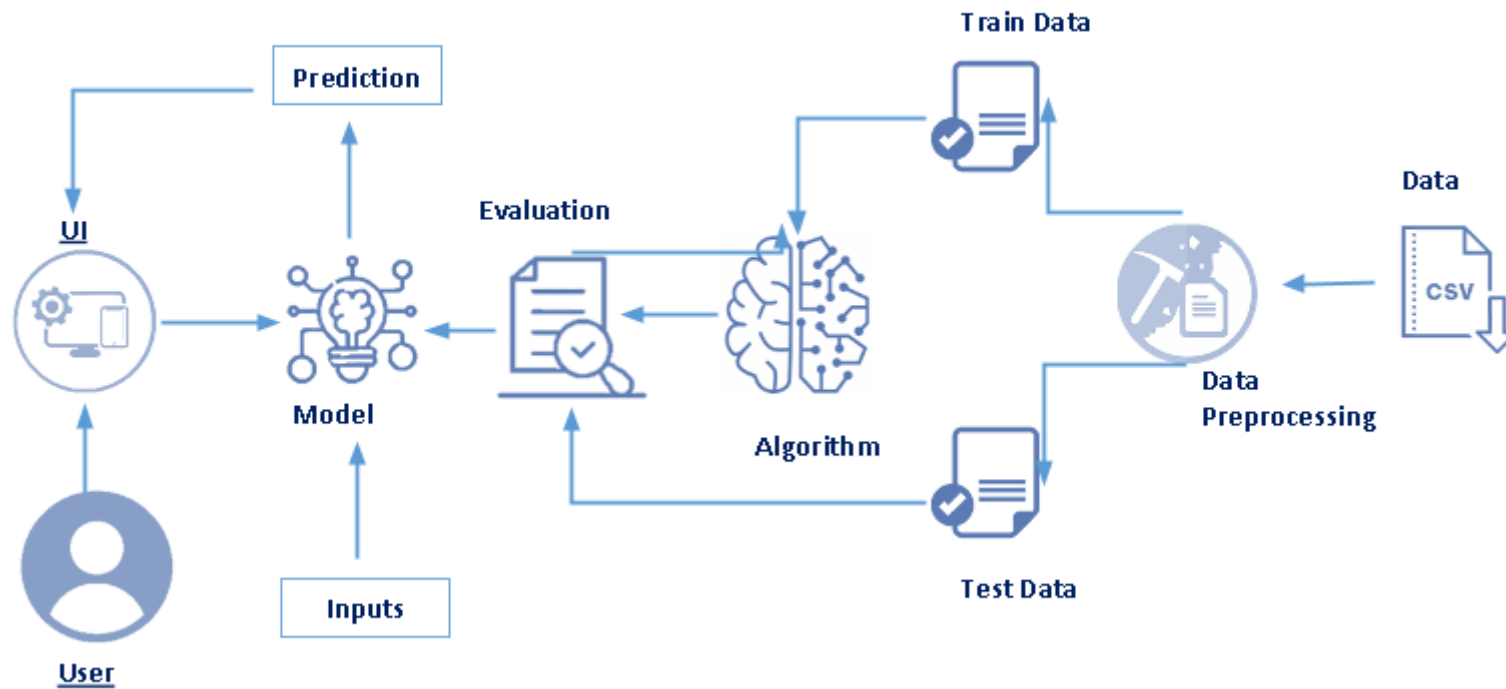 Train Data
Prediction
Data
Evaluation
UI
CSV
Data
Preprocessing
Model
Algorithm
Test Data
Inputs
User